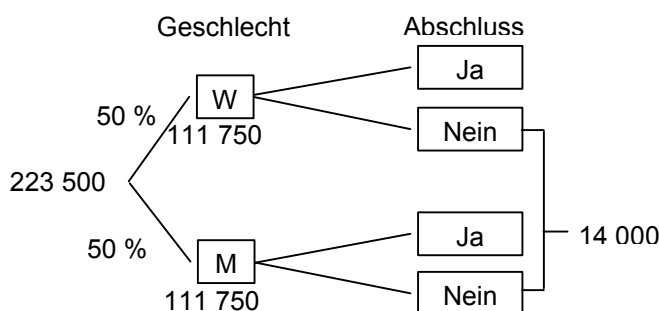 Geschlecht Abschluss
Ja
W
50 %
Nein
111 750
223 500
Ja
14 000
50 %
M
Nein
111 750